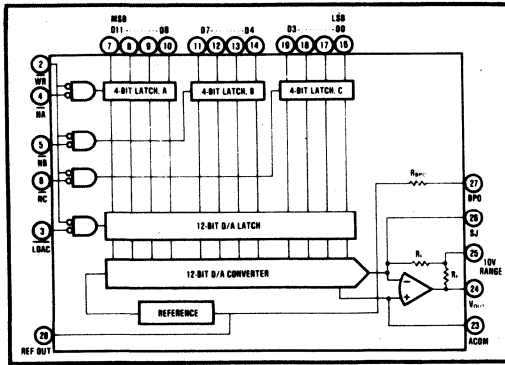 MSB
LSB
D11 D8
D7 D4
D3 D0
7 8 9 10 11 12 13 14 19 18 17 16
2
WR
4
NA
4-BIT LATCH, A
4-BIT LATCH, B
4-BIT LATCH, C
5
NB
6
NC
3
LDAC
12-BIT D/A LATCH
12-BIT D/A CONVERTER
REFERENCE
REF OUT
27
BPO
26
SJ
25
10V
RANGE
24
VOUT
23
ACOM